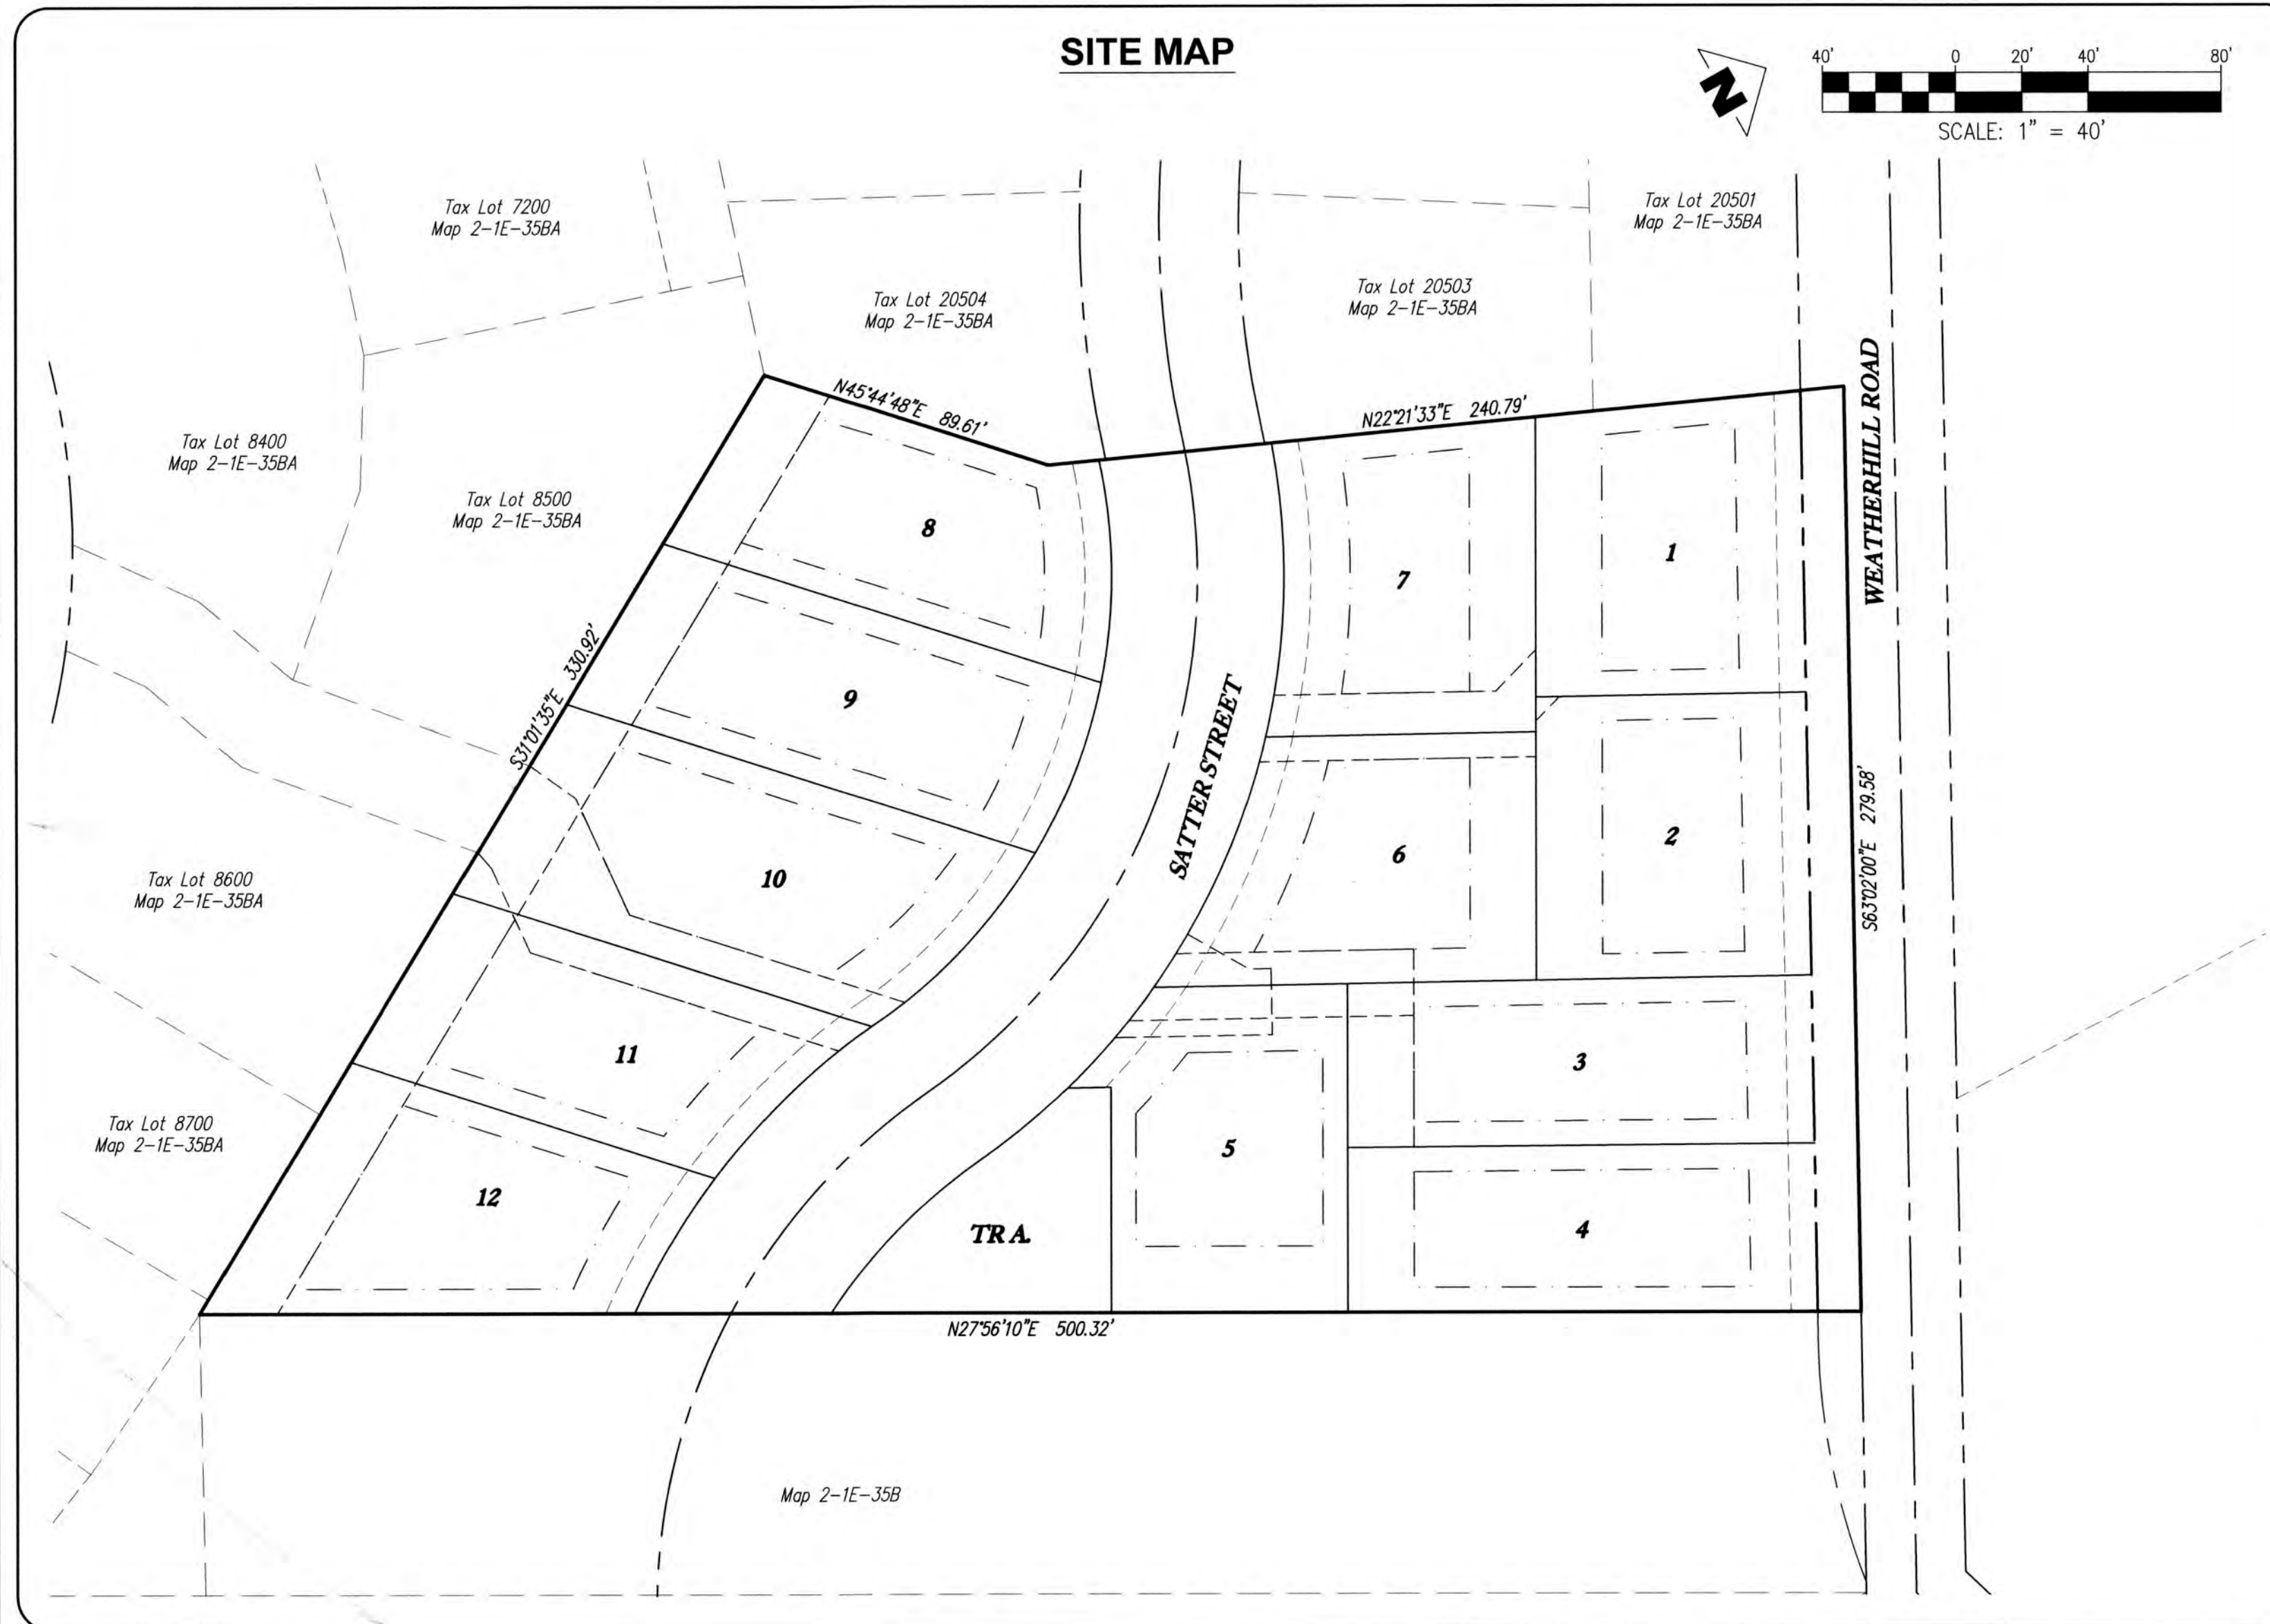 SITE MAP
N
40' 0 20' 40' 80'
SCALE: 1" = 40'
Tax Lot 7200
Map 2-1E-35BA
Tax Lot 20501
Map 2-1E-35BA
Tax Lot 20504
Map 2-1E-35BA
Tax Lot 20503
Map 2-1E-35BA
N45°44'48"E 89.61'
N22°21'33"E 240.79'
WEATHERHILL ROAD
Tax Lot 8400
Map 2-1E-35BA
Tax Lot 8500
Map 2-1E-35BA
8
7
1
S31°01'35"E 330.92'
9
SATTER STREET
S63°02'00"E 279.58'
10
6
2
Tax Lot 8600
Map 2-1E-35BA
11
3
Tax Lot 8700
Map 2-1E-35BA
12
5
TR A.
4
N27°56'10"E 500.32'
Map 2-1E-35B